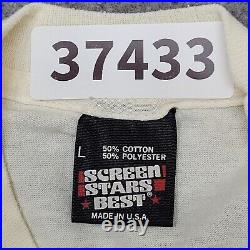 37433
L
50% COTTON
50% POLYESTER
SCREEN
STARS
BEST
MADE IN U.S.A.